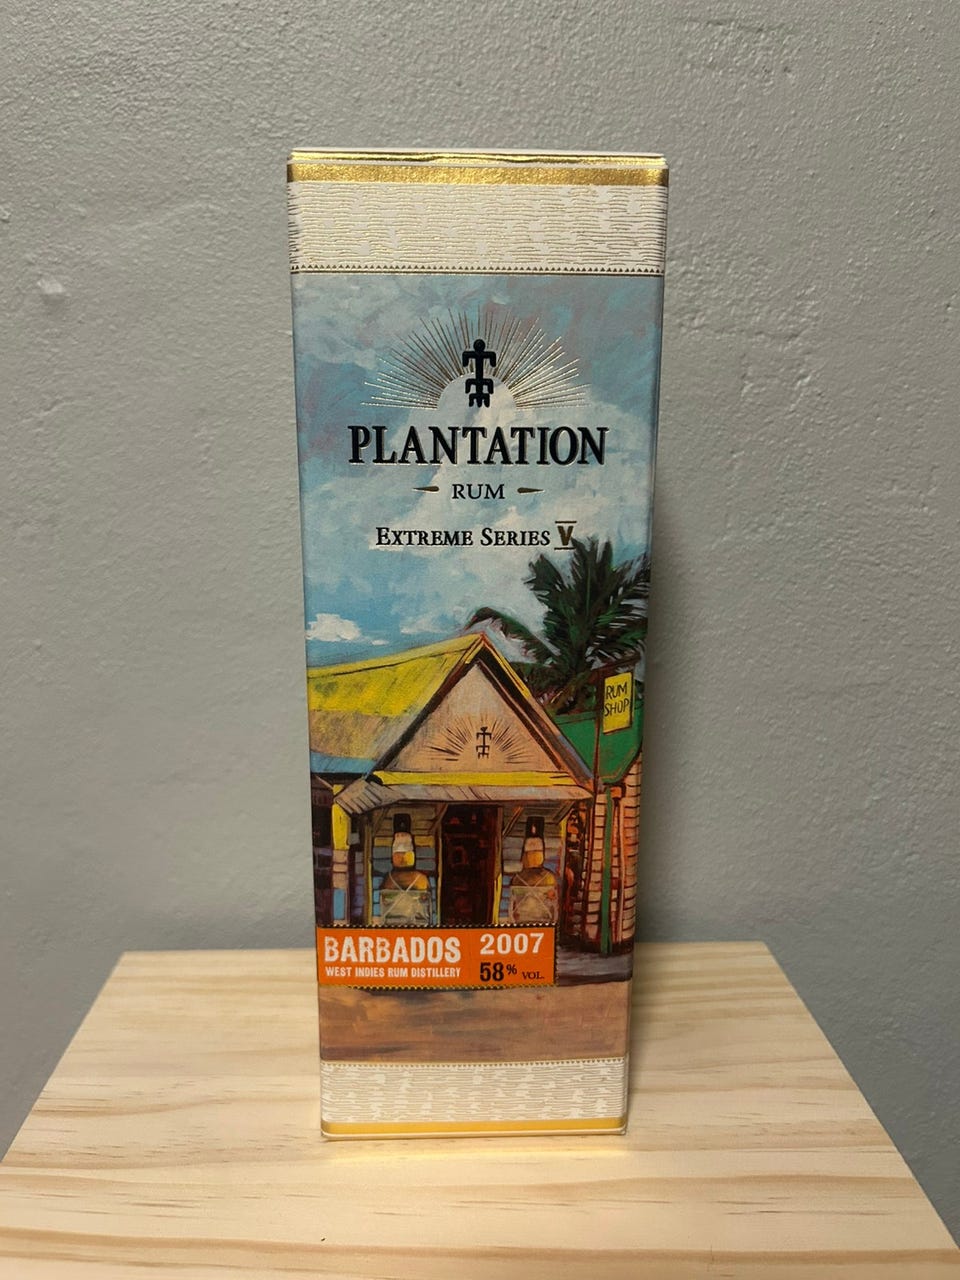 PLANTATION
RUM
EXTREME SERIES V
RUM
SHOP
BARBADOS 2007
WEST INDIES RUM DISTILLERY 58% VOL.